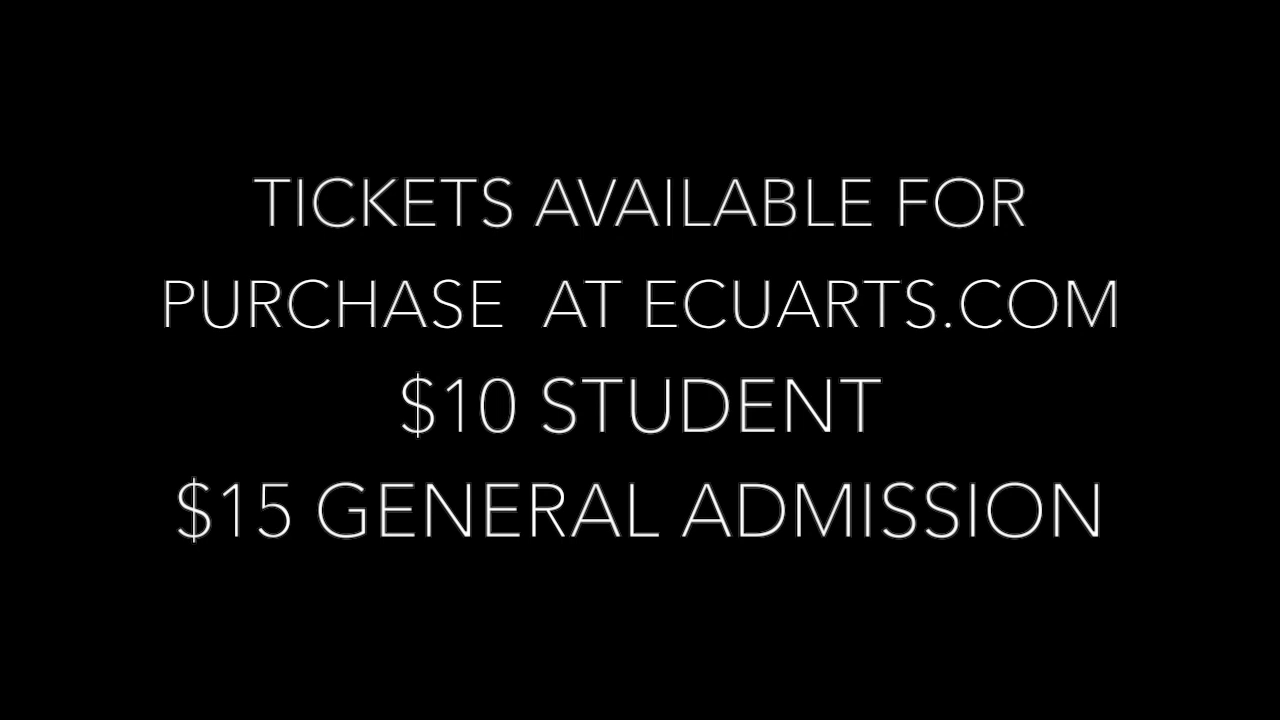 TICKETS AVAILABLE FOR
PURCHASE  AT ECUARTS.COM
$10 STUDENT
$15 GENERAL ADMISSION